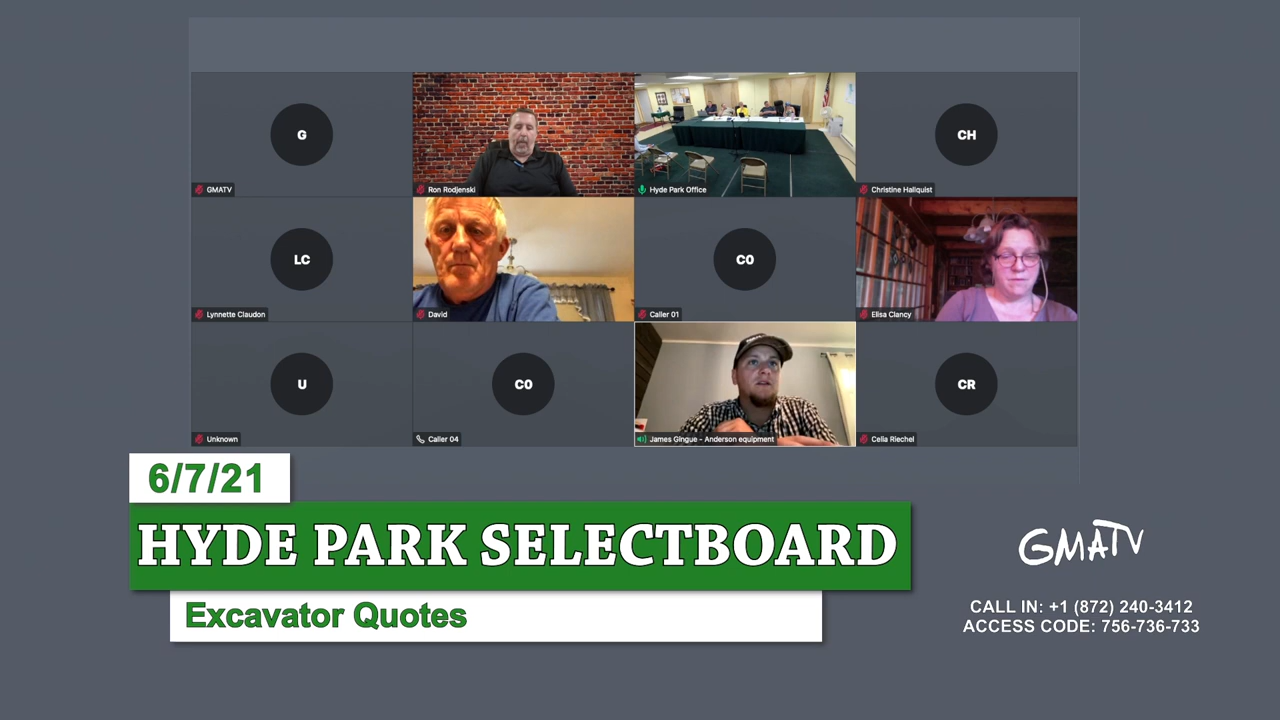 G
GMATV
Ron Rodjenski
Hyde Park Office
CH
Christine Hallquist
LC
Lynnette Claudon
David
C0
Caller 01
Elisa Clancy
U
Unknown
C0
Caller 04
James Gingue - Anderson equipment
CR
Celia Riechel
6/7/21
HYDE PARK SELECTBOARD
Excavator Quotes
GMATV
CALL IN: +1 (872) 240-3412
ACCESS CODE: 756-736-733